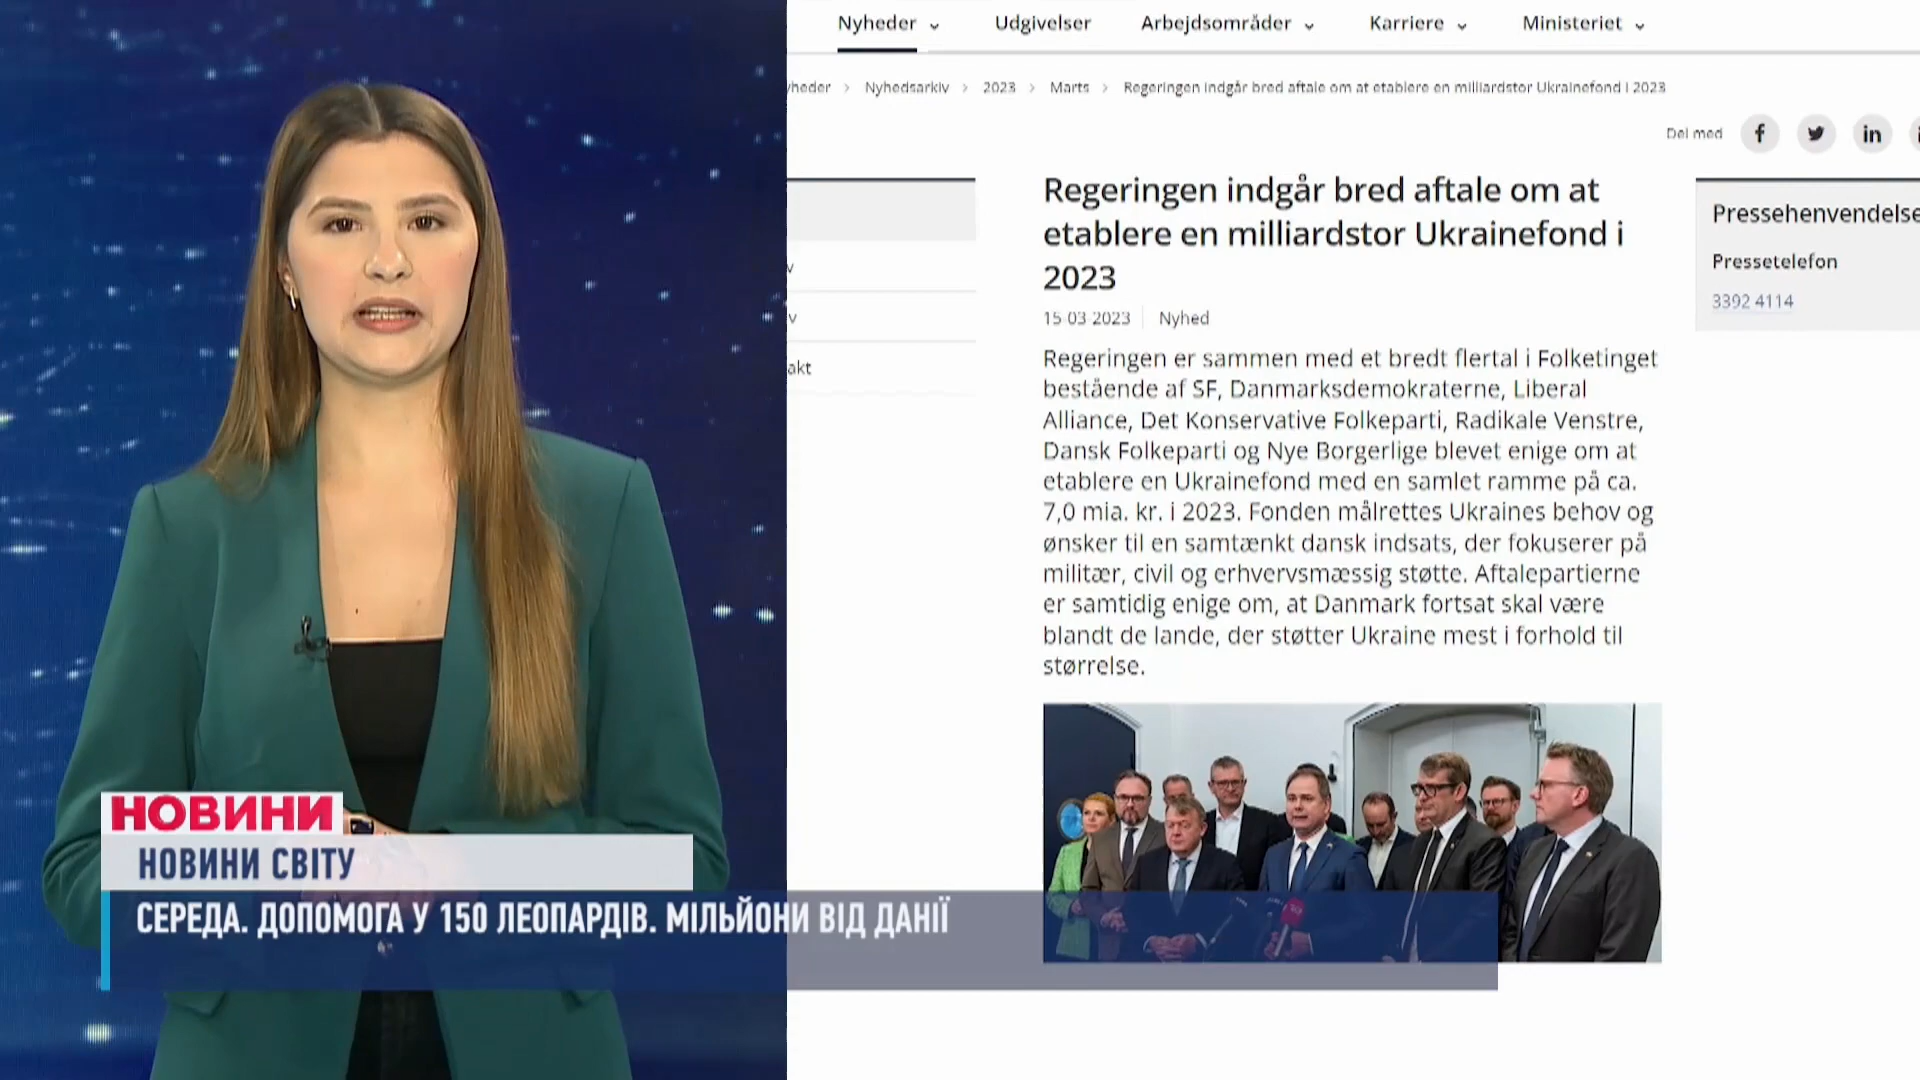 Nyheder
Udgivelser
Arbejdsområder
Karriere
Ministeriet
Nyhedsarkiv
2023
Marts
Regeringen indgår bred aftale om at etablere en milliardstor Ukrainefond i 2023
Del med
Regeringen indgår bred aftale om at
etablere en milliardstor Ukrainefond i
2023
15 03 2023
Nyhed
Regeringen er sammen med et bredt flertal i Folketinget
bestående af SF, Danmarksdemokraterne, Liberal
Alliance, Det Konservative Folkeparti, Radikale Venstre,
Dansk Folkeparti og Nye Borgerlige blevet enige om at
etablere en Ukrainefond med en samlet ramme på ca.
7,0 mia. kr. i 2023. Fonden målrettes Ukraines behov og
ønsker til en samtænkt dansk indsats, der fokuserer på
militær, civil og erhvervsmæssig støtte. Aftalepartierne
er samtidig enige om, at Danmark fortsat skal være
blandt de lande, der støtter Ukraine mest i forhold til
størrelse.
Pressehenvendelse
Pressetelefon
3392 4114
НОВИНИ
НОВИНИ СВІТУ
СЕРЕДА. ДОПОМОГА У 150 ЛЕОПАРДІВ. МІЛЬЙОНИ ВІД ДАНІЇ